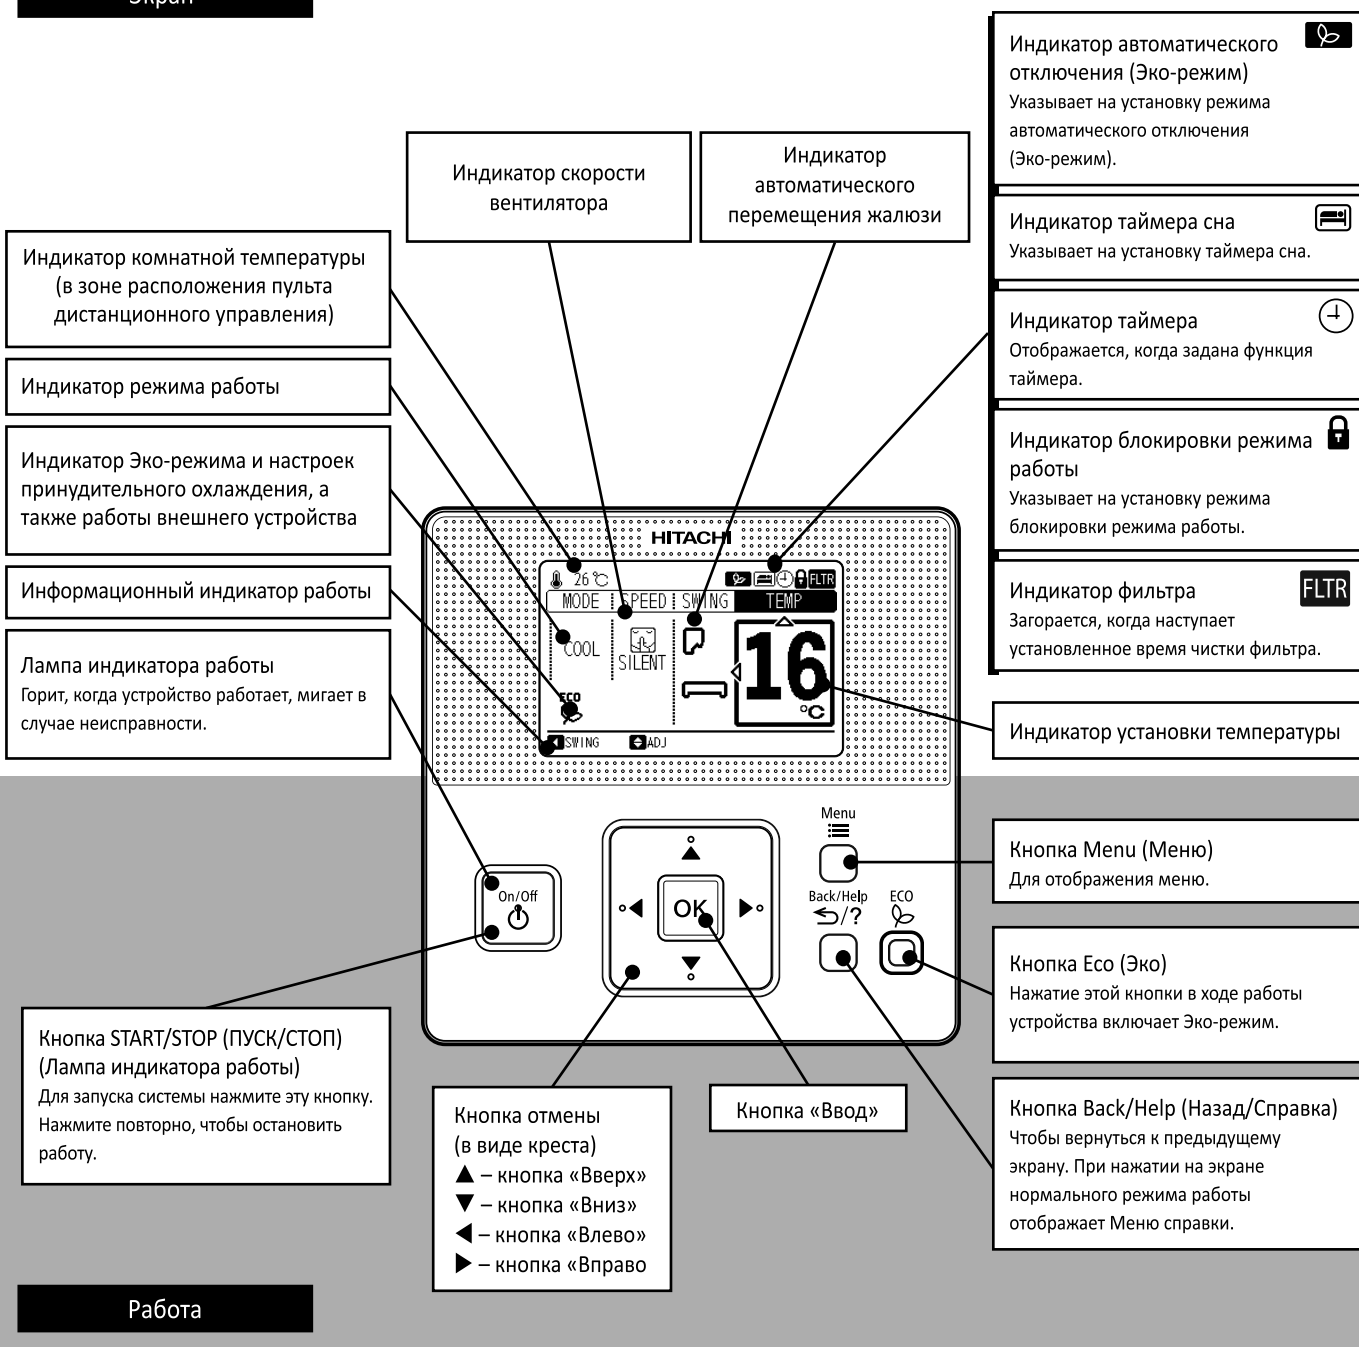 Экран
Индикатор автоматического
отключения (Эко-режим)
Указывает на установку режима
автоматического отключения
(Эко-режим).
Индикатор скорости
вентилятора
Индикатор
автоматического
перемещения жалюзи
Индикатор таймера сна
Указывает на установку таймера сна.
Индикатор комнатной температуры
(в зоне расположения пульта
дистанционного управления)
Индикатор таймера
Отображается, когда задана функция
таймера.
Индикатор режима работы
Индикатор блокировки режима
работы
Указывает на установку режима
блокировки режима работы.
Индикатор Эко-режима и настроек
принудительного охлаждения, а
также работы внешнего устройства
Информационный индикатор работы
Индикатор фильтра
FLTR
Загорается, когда наступает
установленное время чистки фильтра.
Лампа индикатора работы
Горит, когда устройство работает, мигает в
случае неисправности.
Индикатор установки температуры
HITACHI
26 °C
FLTR
MODE SPEED SWING TEMP
COOL
SILENT
16
°C
ECO
SWING ADJ
Menu
On/Off
OK
Back/Help
?
ECO
Кнопка Menu (Меню)
Для отображения меню.
Кнопка Eco (Эко)
Нажатие этой кнопки в ходе работы
устройства включает Эко-режим.
Кнопка START/STOP (ПУСК/СТОП)
(Лампа индикатора работы)
Для запуска системы нажмите эту кнопку.
Нажмите повторно, чтобы остановить
работу.
Кнопка отмены
(в виде креста)
▲ – кнопка «Вверх»
▼ – кнопка «Вниз»
◀ – кнопка «Влево»
▶ – кнопка «Вправо
Кнопка «Ввод»
Кнопка Back/Help (Назад/Справка)
Чтобы вернуться к предыдущему
экрану. При нажатии на экране
нормального режима работы
отображает Меню справки.
Работа